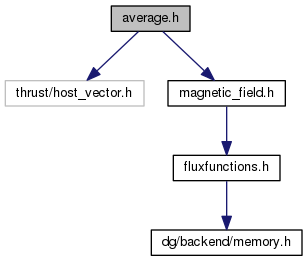 average.h
thrust/host_vector.h
magnetic_field.h
fluxfunctions.h
dg/backend/memory.h